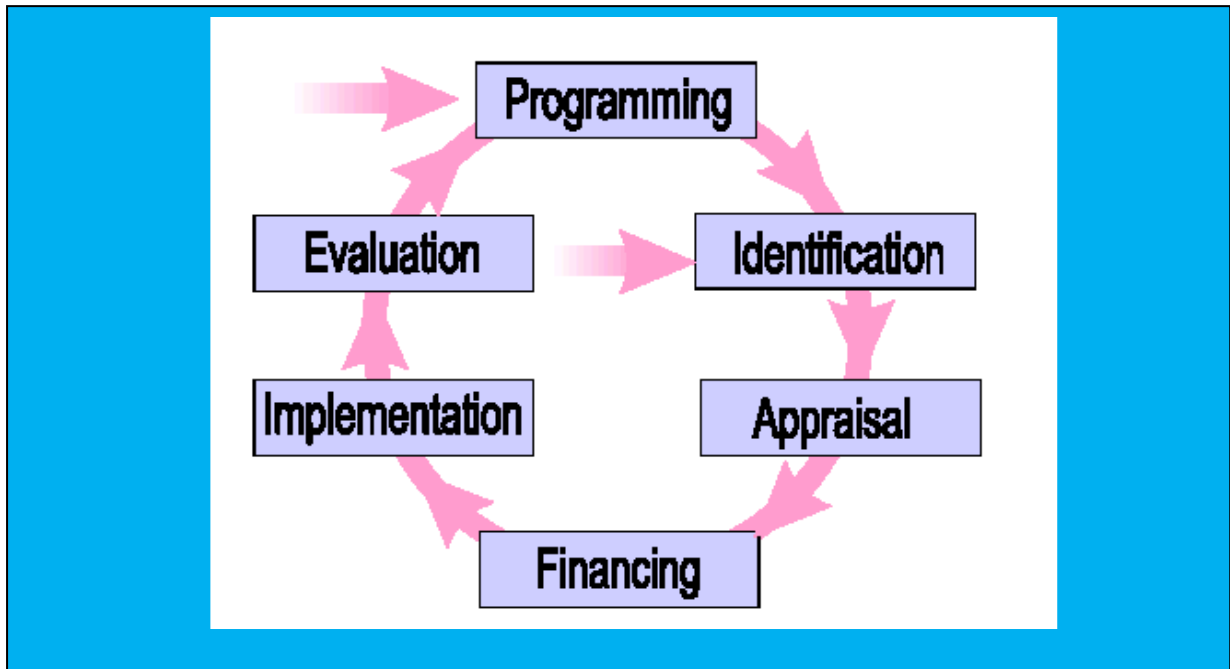 Programming
Evaluation
Identification
Implementation
Appraisal
Financing